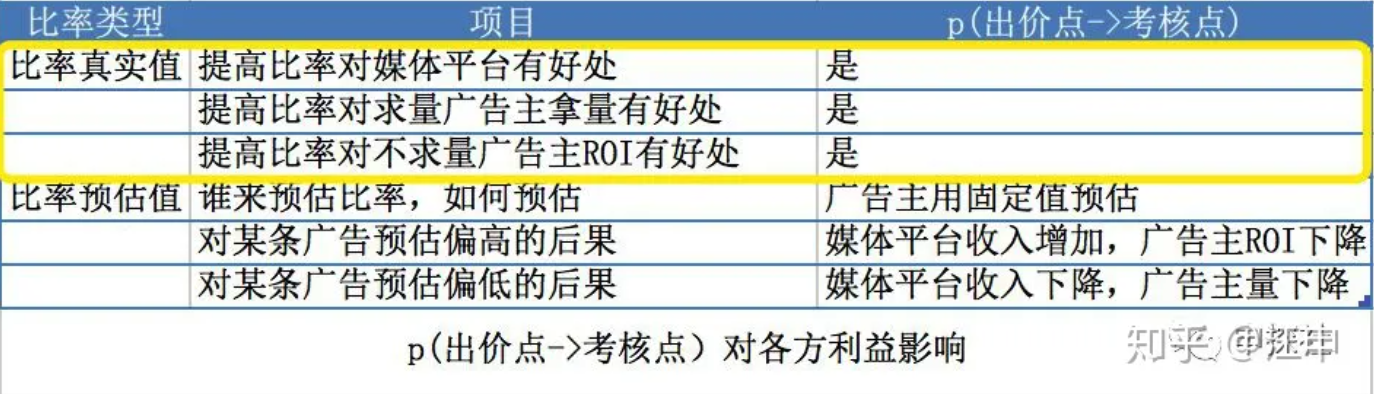 比率类型 项目 p(出价点->考核点)
比率真实值 提高比率对媒体平台有好处 是
提高比率对求量广告主拿量有好处 是
提高比率对不求量广告主ROI有好处 是
比率预估值 谁来预估比率，如何预估 广告主用固定值预估
对某条广告预估偏高的后果 媒体平台收入增加，广告主ROI下降
对某条广告预估偏低的后果 媒体平台收入下降，广告主量下降
p(出价点->考核点）对各方利益影响
知乎